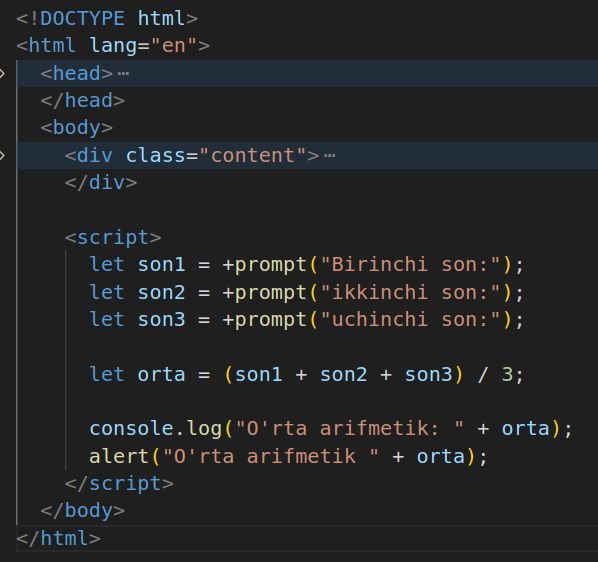 <!DOCTYPE html>
<html lang="en">
<head>…
</head>
<body>
<div class="content">…
</div>
<script>
let son1 = +prompt("Birinchi son:");
let son2 = +prompt("ikkinchi son:");
let son3 = +prompt("uchinchi son:");
let orta = (son1 + son2 + son3) / 3;
console.log("O'rta arifmetik: " + orta);
alert("O'rta arifmetik " + orta);
</script>
</body>
</html>